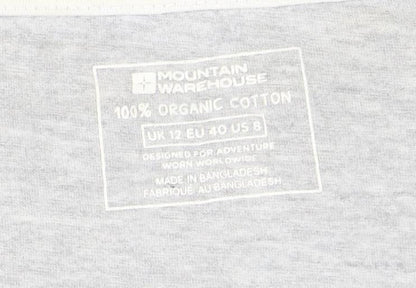 MOUNTAIN
WAREHOUSE
100% ORGANIC COTTON
UK 12 EU 40 US 8
DESIGNED FOR ADVENTURE
WORN WORLDWIDE
MADE IN BANGLADESH
FABRIQUÉ AU BANGLADESH